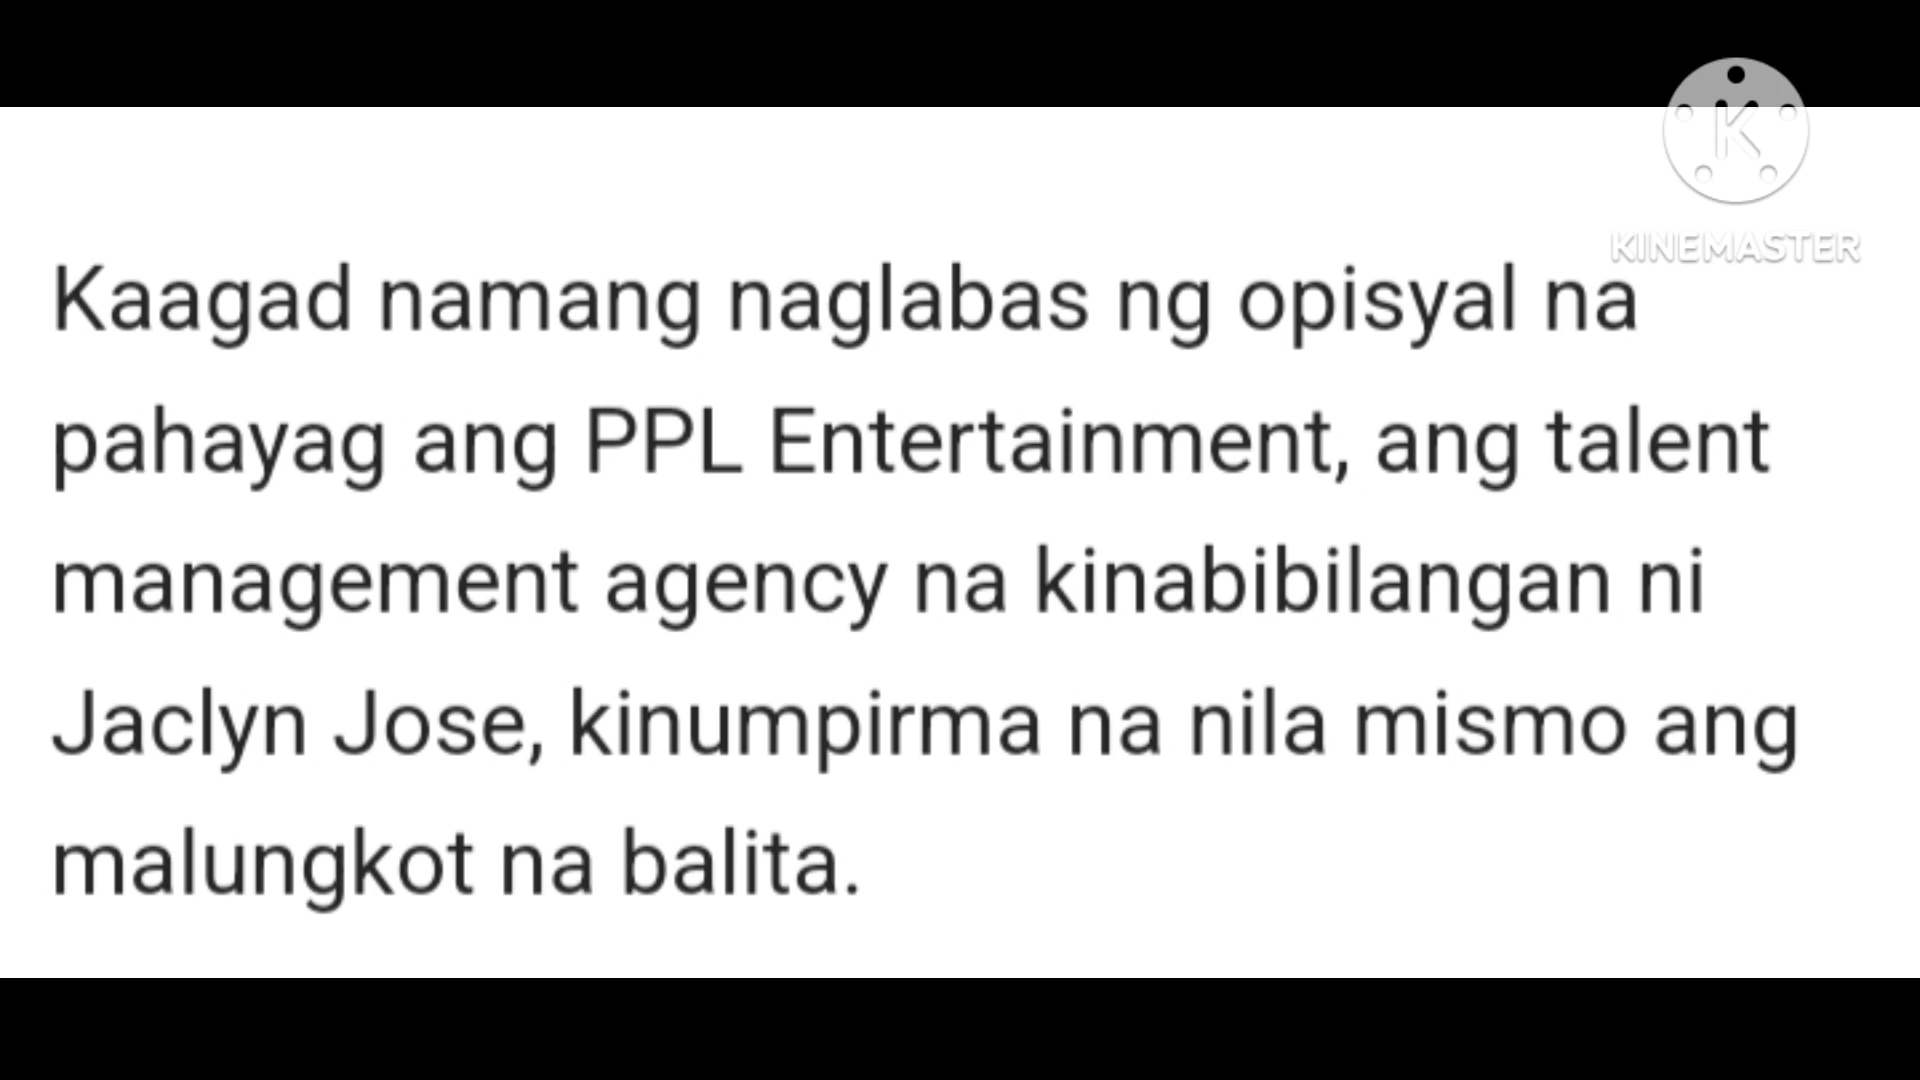 K
KINEMASTER
Kaagad namang naglabas ng opisyal na
pahayag ang PPL Entertainment, ang talent
management agency na kinabibilangan ni
Jaclyn Jose, kinumpirma na nila mismo ang
malungkot na balita.